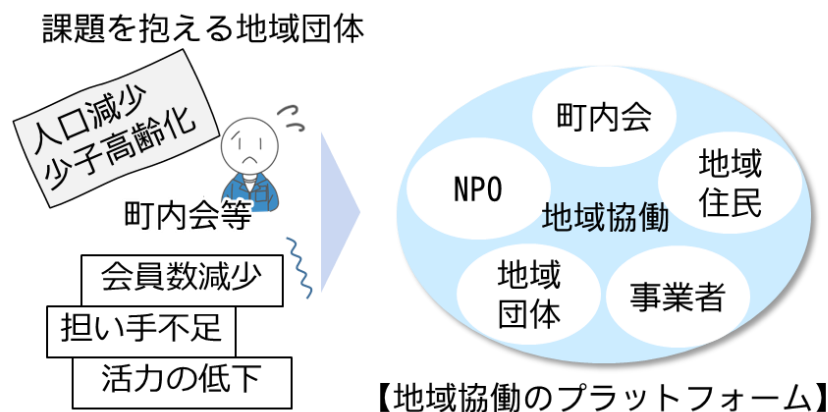 課題を抱える地域団体
人口減少
少子高齢化
町内会等
会員数減少
担い手不足
活力の低下
町内会
NPO
地域
住民
地域協働
地域
団体
事業者
【地域協働のプラットフォーム】